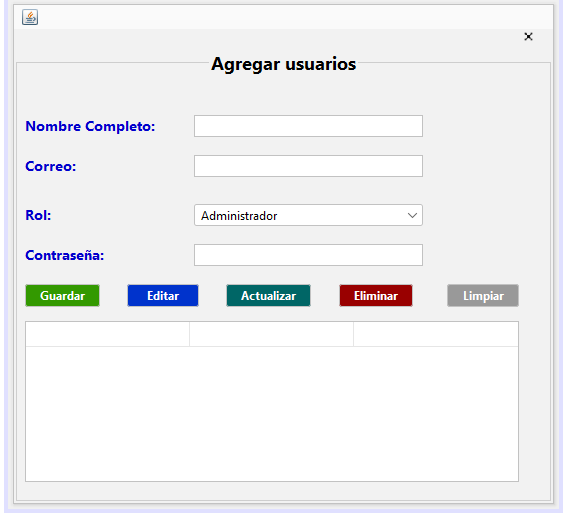 ×
Agregar usuarios
Nombre Completo:
Correo:
Rol: Administrador
Contraseña:
Guardar Editar Actualizar Eliminar Limpiar